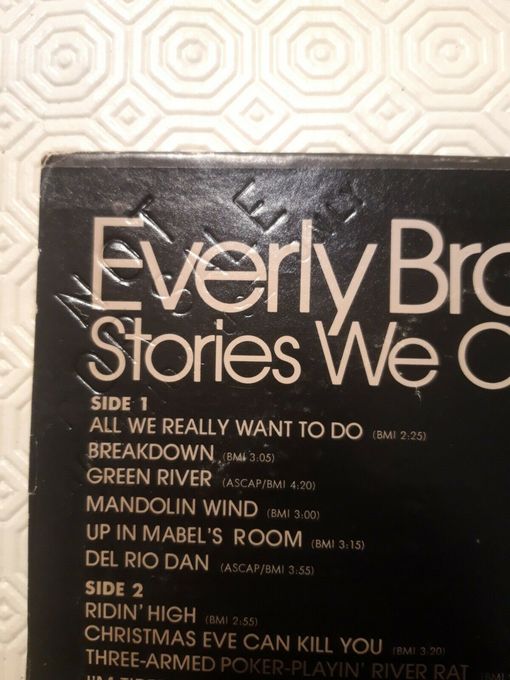 NOT
SALE
Everly Bro
Stories We C
SIDE 1
ALL WE REALLY WANT TO DO (BMI 2:25)
BREAKDOWN (BMI 3:05)
GREEN RIVER (ASCAP/BMI 4:20)
MANDOLIN WIND (BMI 3:00)
UP IN MABEL'S ROOM (BMI 3:15)
DEL RIO DAN (ASCAP/BMI 3:55)
SIDE 2
RIDIN' HIGH (BMI 2:55)
CHRISTMAS EVE CAN KILL YOU (BMI 3:20)
THREE-ARMED POKER-PLAYIN' RIVER RAT (BMI